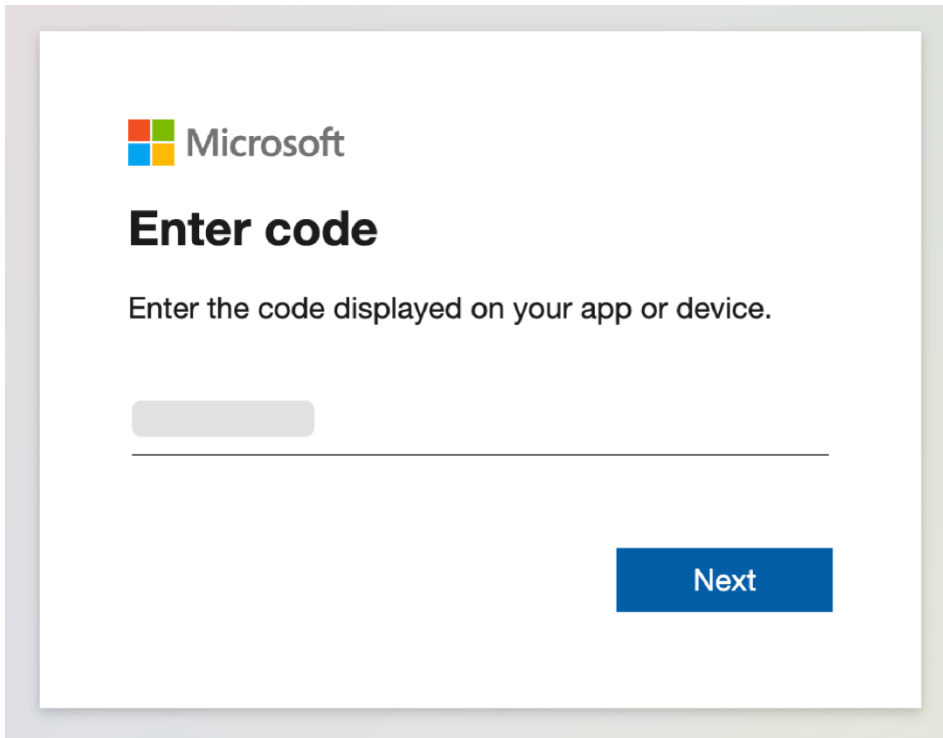 Microsoft
Enter code
Enter the code displayed on your app or device.
Next